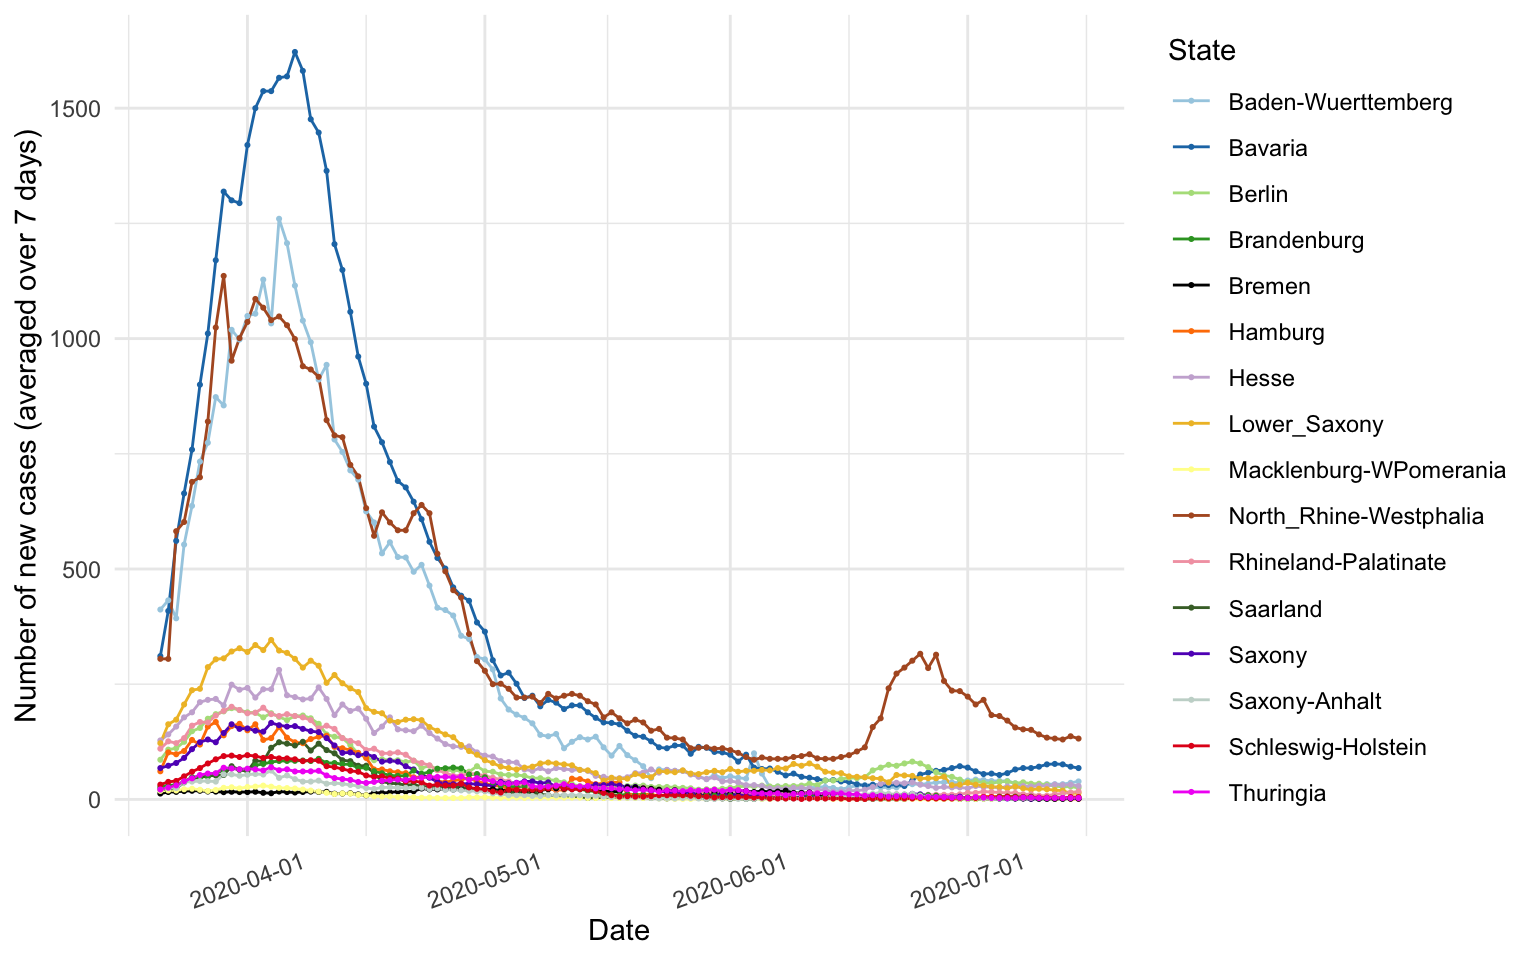 Number of new cases (averaged over 7 days)
1500
1000
500
0
2020-04-01
2020-05-01
2020-06-01
2020-07-01
Date
State
Baden-Wuerttemberg
Bavaria
Berlin
Brandenburg
Bremen
Hamburg
Hesse
Lower_Saxony
Macklenburg-WPomerania
North_Rhine-Westphalia
Rhineland-Palatinate
Saarland
Saxony
Saxony-Anhalt
Schleswig-Holstein
Thuringia